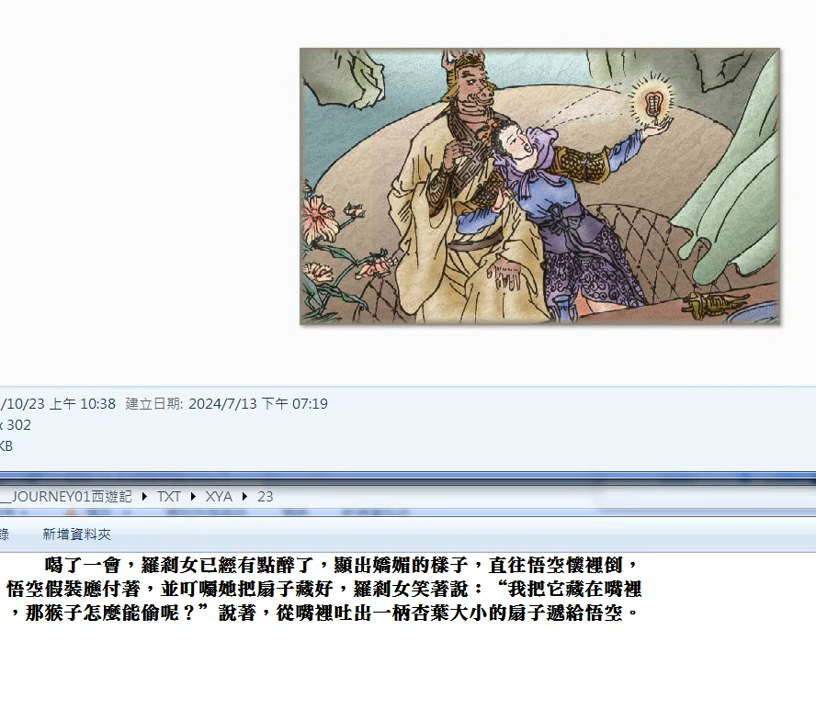 /10/23 上午 10:38 建立日期: 2024/7/13 下午 07:19
x 302
KB
__JOURNEY01西遊記 ▶ TXT ▶ XYA ▶ 23
錄 新增資料夾
喝了一會，羅剎女已經有點醉了，顯出嬌媚的樣子，直往悟空懷裡倒，
悟空假裝應付著，並叮囑她把扇子藏好，羅剎女笑著說：“我把它藏在嘴裡
，那猴子怎麼能偷呢？”說著，從嘴裡吐出一柄杏葉大小的扇子遞給悟空。